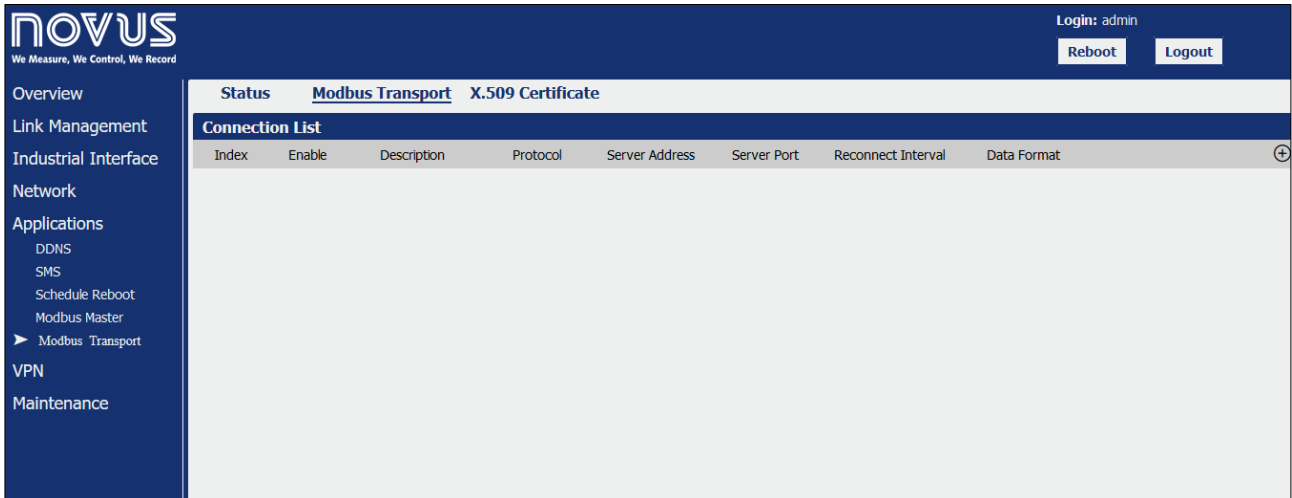 novus
We Measure, We Control, We Record
Login: admin
Reboot Logout
Overview
Link Management
Industrial Interface
Network
Applications
DDNS
SMS
Schedule Reboot
Modbus Master
Modbus Transport
VPN
Maintenance
Status Modbus Transport X.509 Certificate
Connection List
Index Enable Description Protocol Server Address Server Port Reconnect Interval Data Format